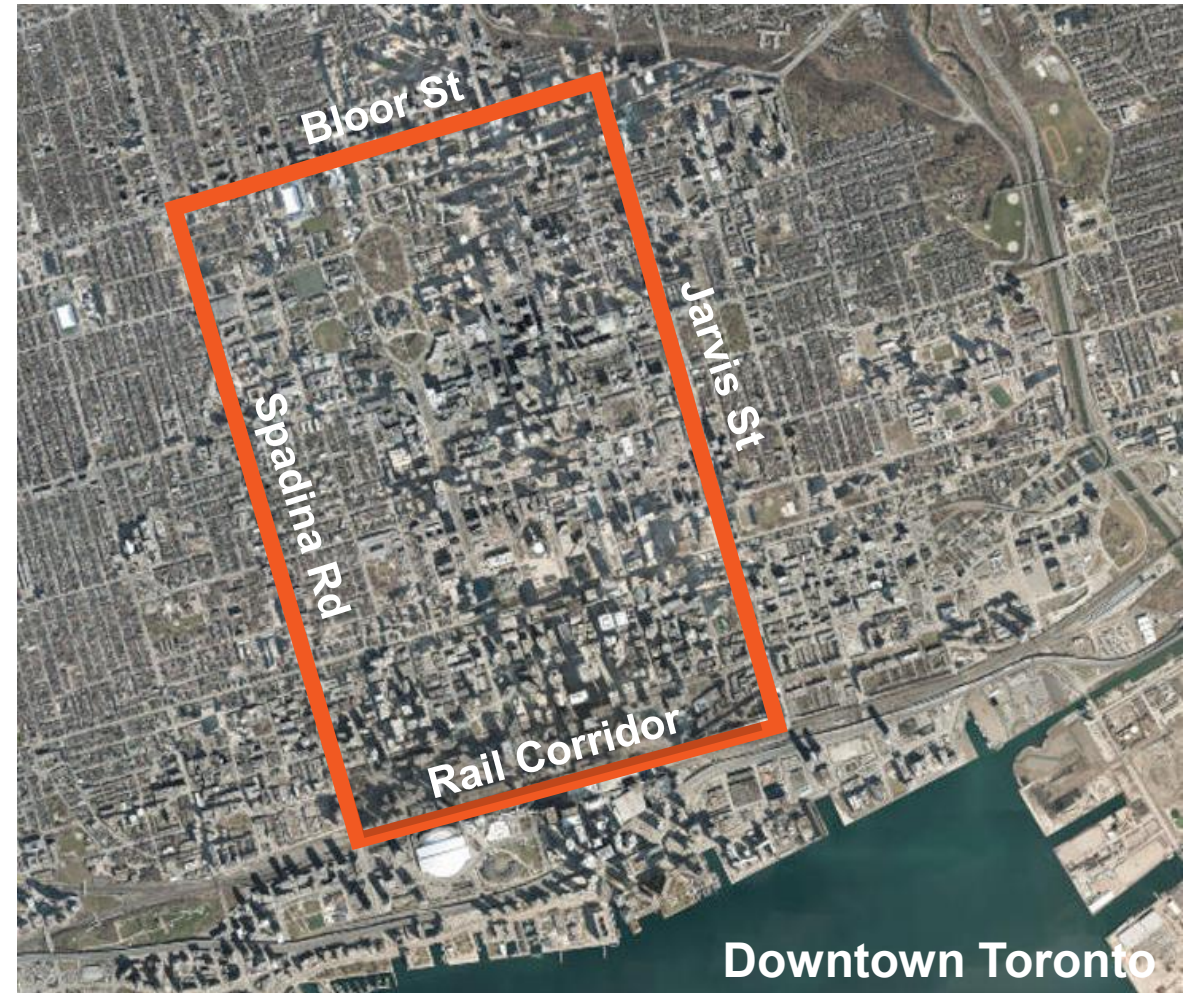 Bloor St
Jarvis St
Spadina Rd
Rail Corridor
Downtown Toronto